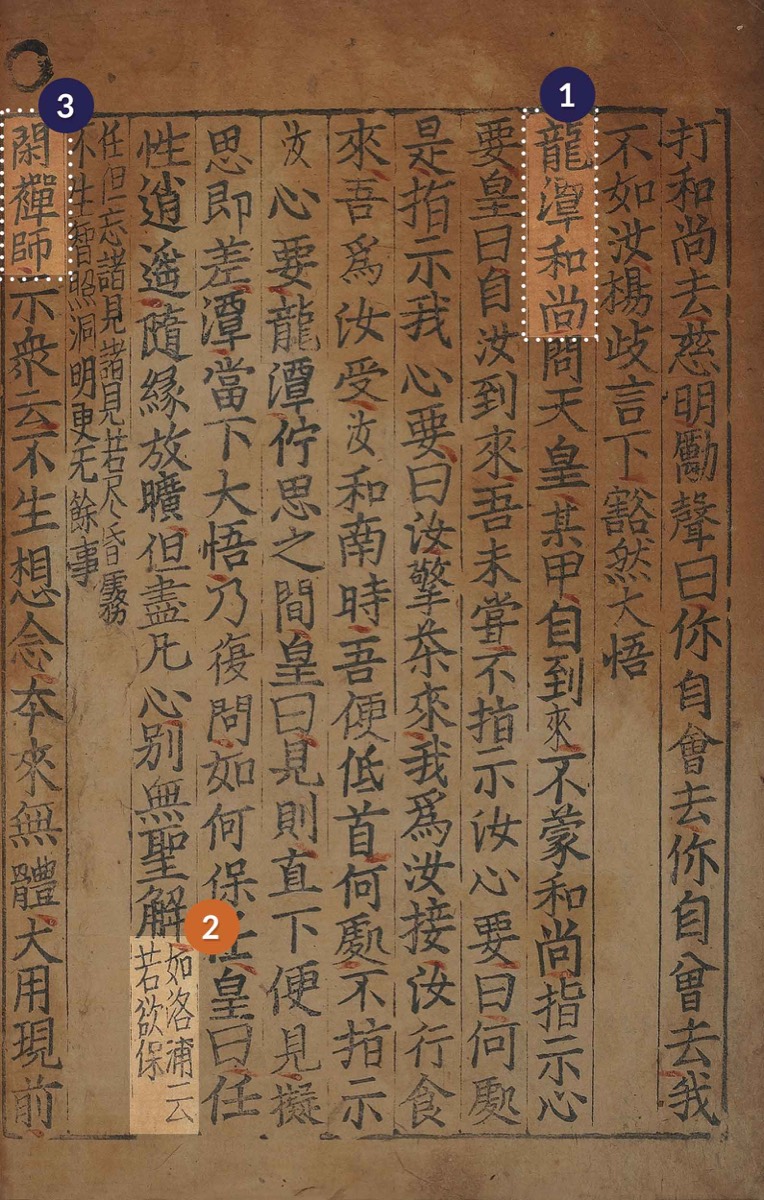 打和尚去慈明勵聲曰你自會去你自會去我
不如汝楊歧言下豁然大悟
1
龍潭和尚問天皇某甲自到來不蒙和尚指示心
要皇曰自汝到來吾未甞不指示汝心要曰何處
是指示我心要曰汝擎茶來我爲汝接汝行食
來吾爲汝受汝和南時吾便低首何處不指示
汝心要龍潭佇思之間皇曰見則直下便見擬
思即差潭當下大悟乃復問如何保任皇曰任
性逍遙隨緣放曠但盡凡心別無聖解
2
如洛浦云
若欲保
任但忘諸見諸見若尽昏霧
不生智照洞明更无餘事
3
閑禪師示衆云不生想念本來無體大用現前